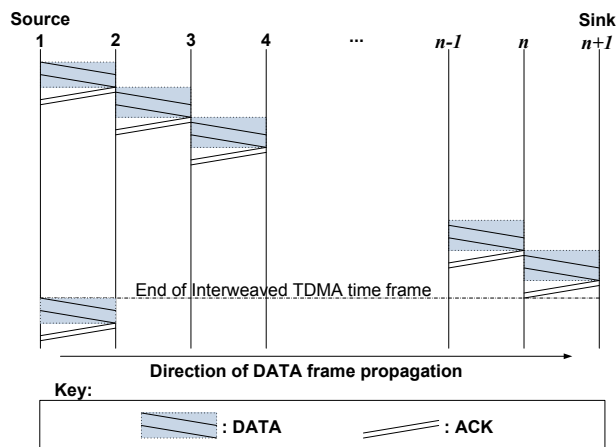 Source Sink
1 2 3 4 ... n-1 n n+1
End of Interweaved TDMA time frame
Direction of DATA frame propagation
Key:
: DATA : ACK